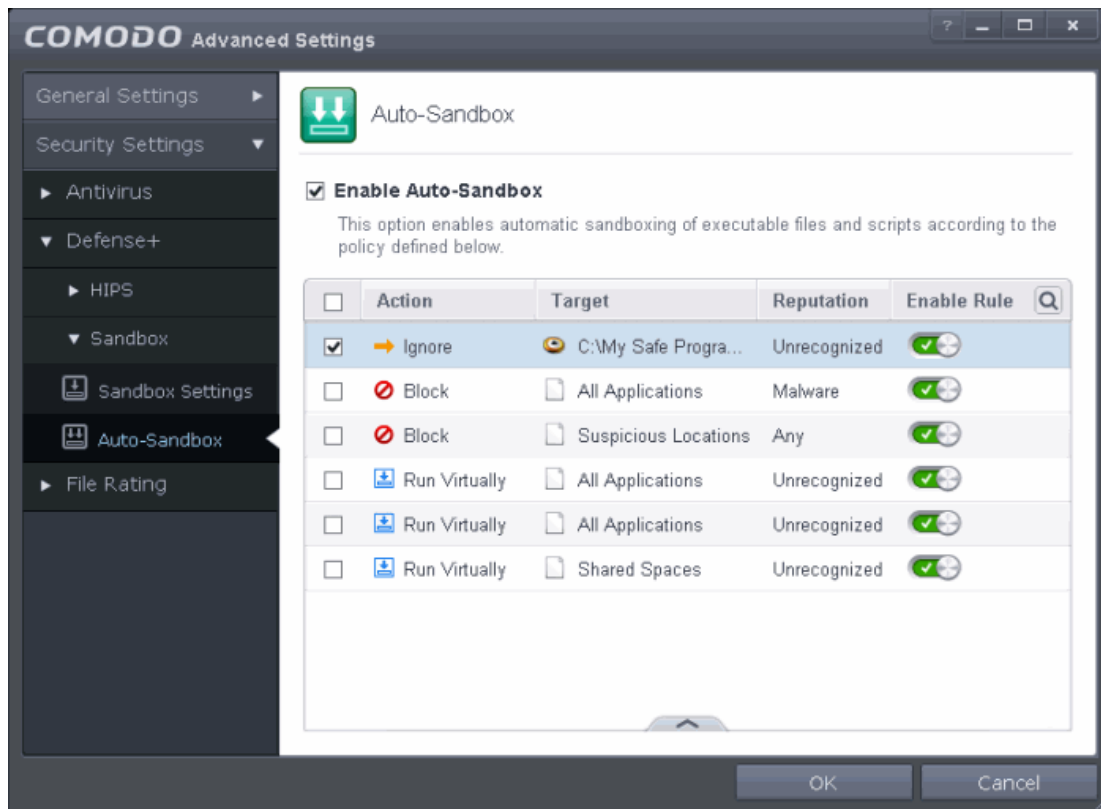 COMODO Advanced Settings
?
General Settings
Security Settings
Antivirus
Defense+
HIPS
Sandbox
Sandbox Settings
Auto-Sandbox
File Rating
Auto-Sandbox
Enable Auto-Sandbox
This option enables automatic sandboxing of executable files and scripts according to the
policy defined below.
Action Target Reputation Enable Rule
Ignore C:\My Safe Progra... Unrecognized
Block All Applications Malware
Block Suspicious Locations Any
Run Virtually All Applications Unrecognized
Run Virtually All Applications Unrecognized
Run Virtually Shared Spaces Unrecognized
OK Cancel